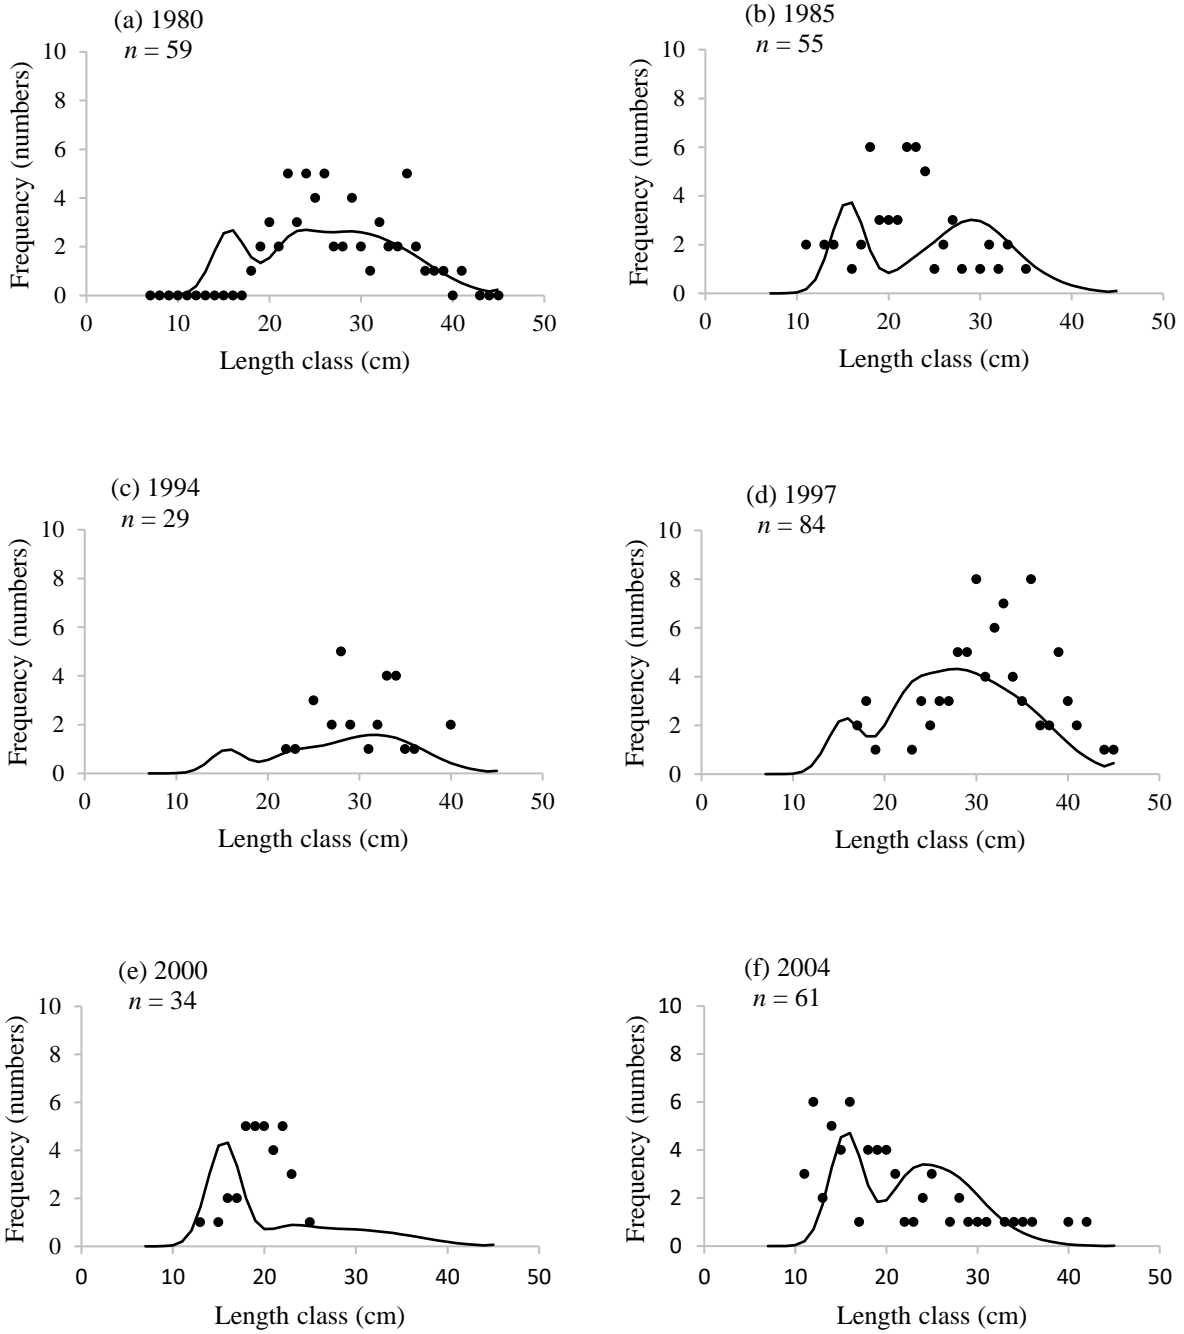 (a) 1980
n = 59
Frequency (numbers)
10
8
6
4
2
0
0 10 20 30 40 50
Length class (cm)
(b) 1985
n = 55
Frequency (numbers)
10
8
6
4
2
0
0 10 20 30 40 50
Length class (cm)
(c) 1994
n = 29
Frequency (numbers)
10
8
6
4
2
0
0 10 20 30 40 50
Length class (cm)
(d) 1997
n = 84
Frequency (numbers)
10
8
6
4
2
0
0 10 20 30 40 50
Length class (cm)
(e) 2000
n = 34
Frequency (numbers)
10
8
6
4
2
0
0 10 20 30 40 50
Length class (cm)
(f) 2004
n = 61
Frequency (numbers)
10
8
6
4
2
0
0 10 20 30 40 50
Length class (cm)